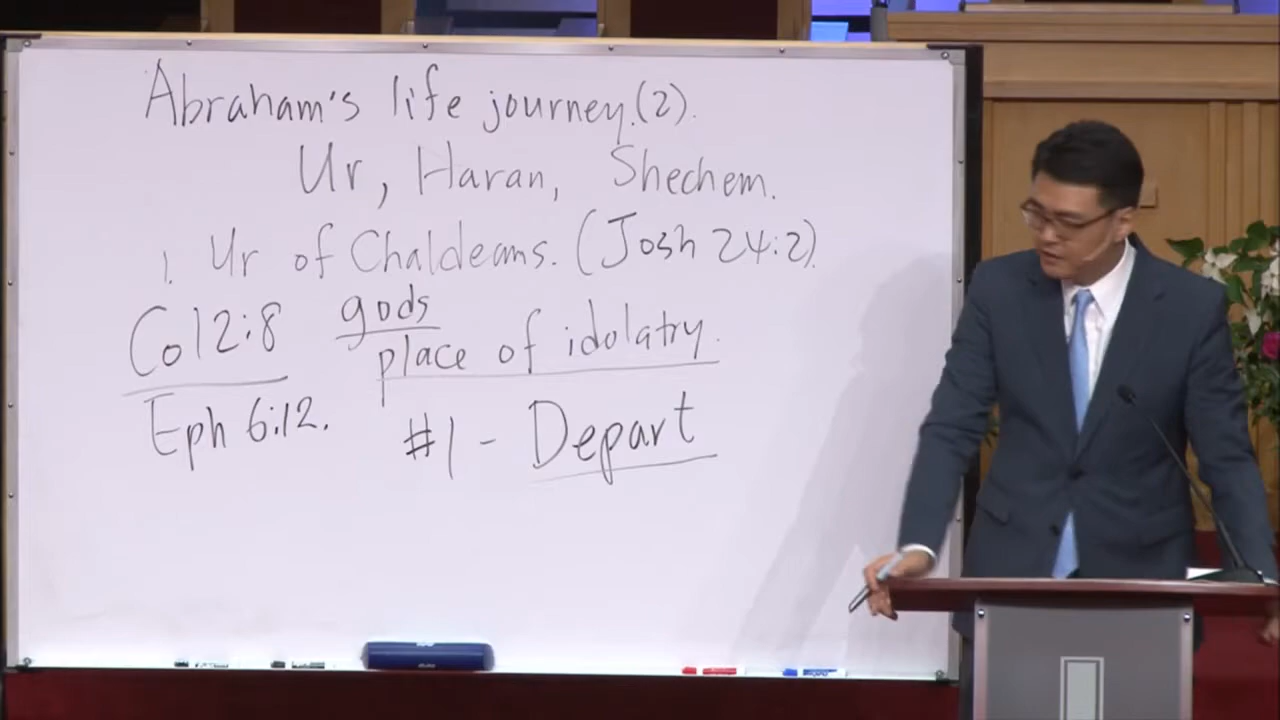 Abraham's life journey.(2).
Ur, Haran, Shechem.
1. Ur of Chaldeans. (Josh 24:2).
Col 2:8 gods
place of idolatry.
Eph 6:12. #1 - Depart